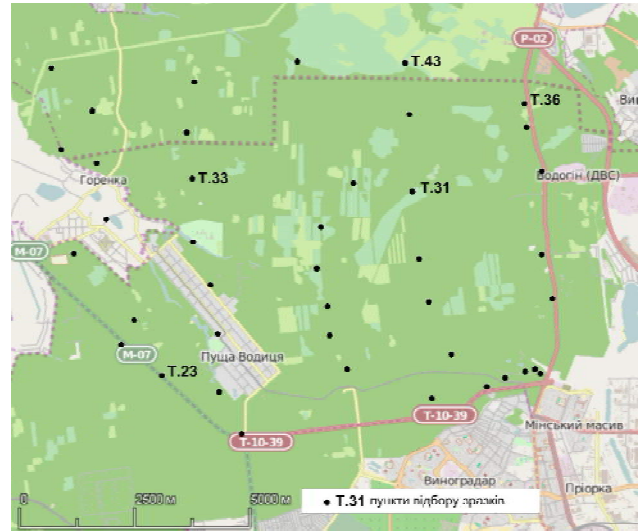 P-02
T.43
T.36
Ви
T.33
Горенка
Водогін (ДВС)
T.31
М-07
М-07
T.23
Пуща Водиця
Т-10-39
Т-10-39
Мінський масив
Виноградар
Пріорка
0 2500 м 5000 м
T.31 пункти відбору зразків